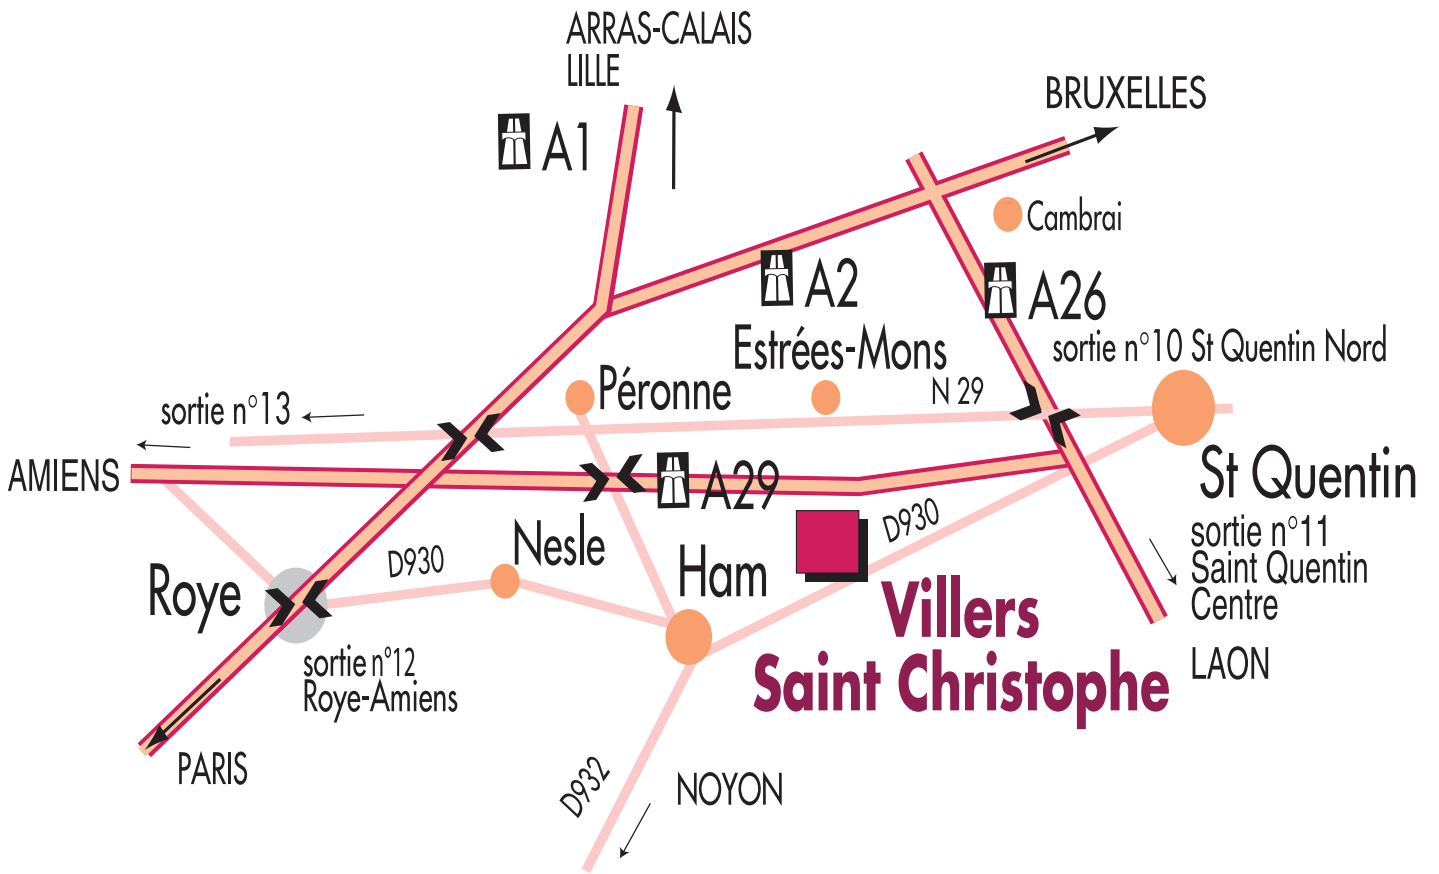 ARRAS-CALAIS
LILLE
A1
BRUXELLES
Cambrai
A2
A26
Estrées-Mons
sortie n°10 St Quentin Nord
Péronne
N 29
sortie n°13
AMIENS
A29
St Quentin
D930
sortie n°11
Saint Quentin
Centre
Nesle
D930
Ham
Roye
Villers
Saint Christophe
LAON
sortie n°12
Roye-Amiens
PARIS
D932
NOYON